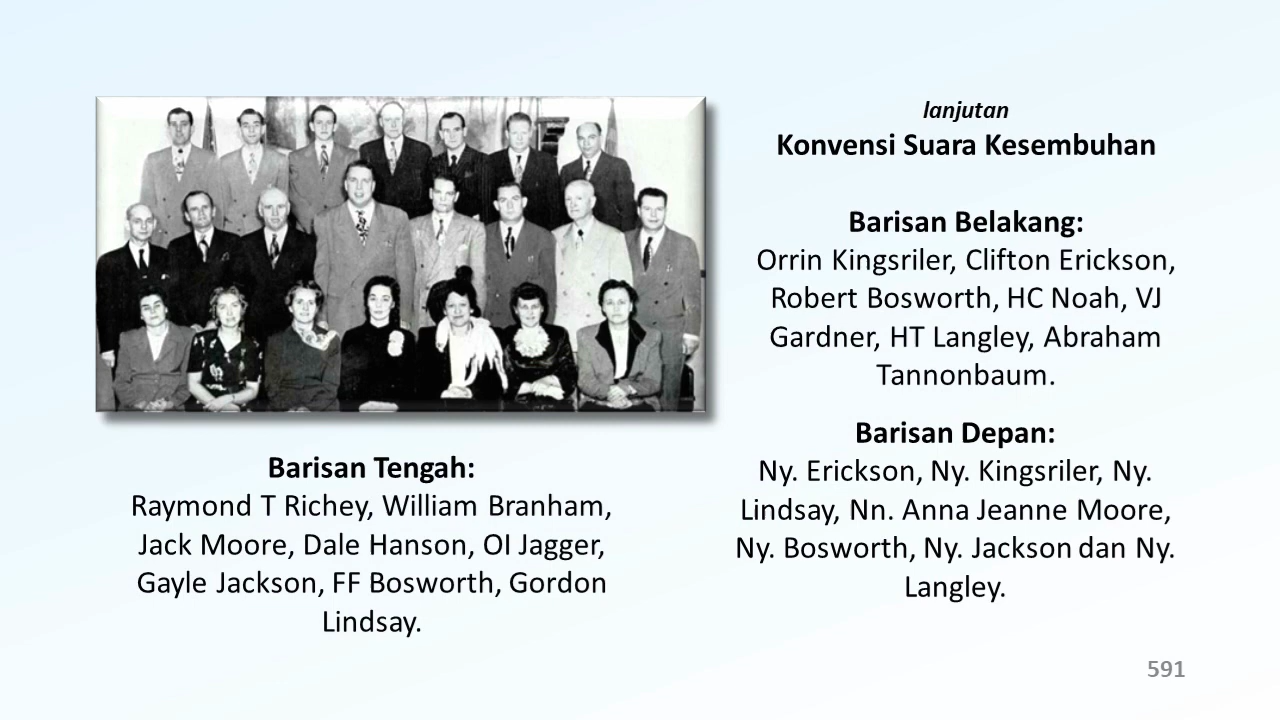 lanjutan
Konvensi Suara Kesembuhan
Barisan Belakang:
Orrin Kingsriler, Clifton Erickson,
Robert Bosworth, HC Noah, VJ
Gardner, HT Langley, Abraham
Tannonbaum.
Barisan Tengah:
Raymond T Richey, William Branham,
Jack Moore, Dale Hanson, OI Jagger,
Gayle Jackson, FF Bosworth, Gordon
Lindsay.
Barisan Depan:
Ny. Erickson, Ny. Kingsriler, Ny.
Lindsay, Nn. Anna Jeanne Moore,
Ny. Bosworth, Ny. Jackson dan Ny.
Langley.
591